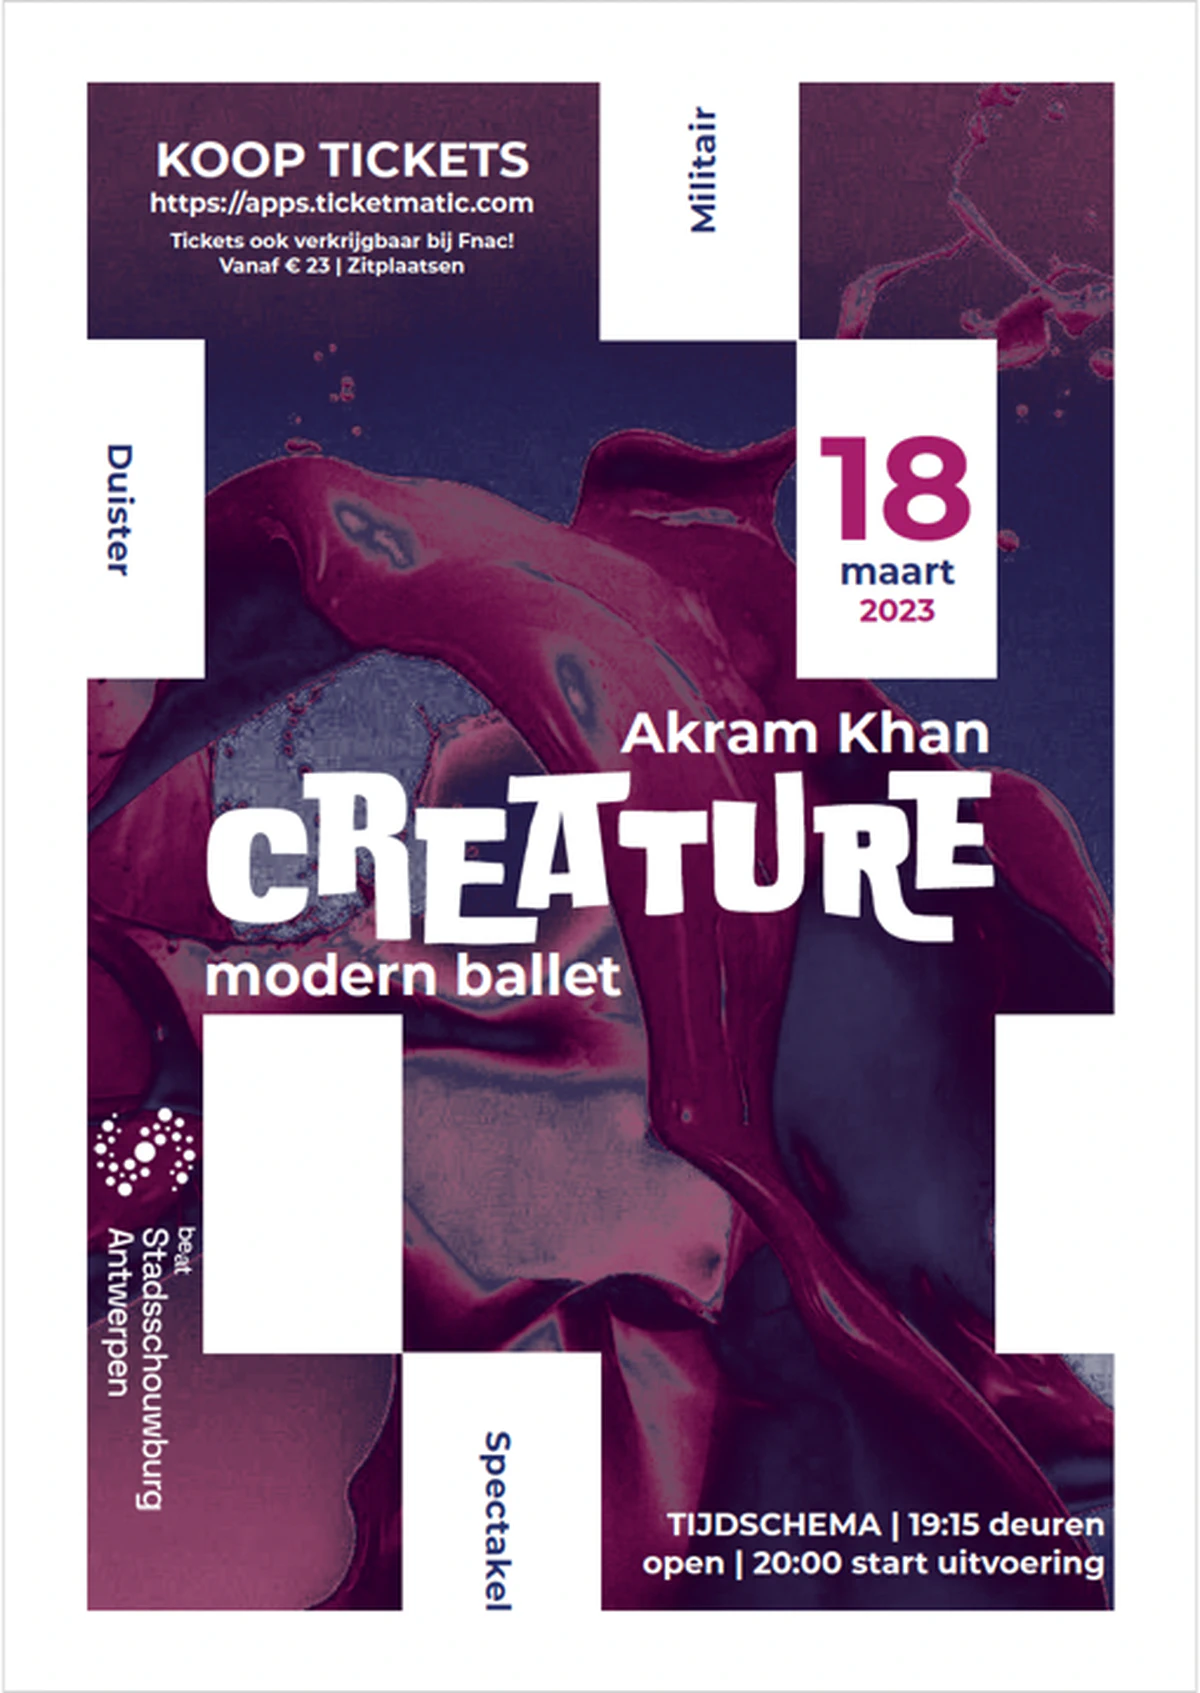 KOOP TICKETS
https://apps.ticketmatic.com
Tickets ook verkrijgbaar bij Fnac!
Vanaf € 23 | Zitplaatsen
Militair
Duister
18
maart
2023
Akram Khan
CREATURE
modern ballet
beat
Stadsschouwburg
Antwerpen
Spectakel
TIJDSCHEMA | 19:15 deuren
open | 20:00 start uitvoering